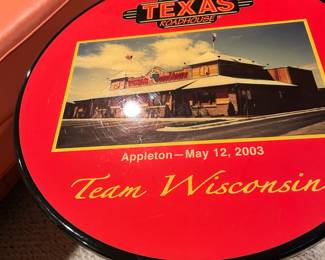 TEXAS
ROADHOUSE
Appleton—May 12, 2003
Team Wisconsin